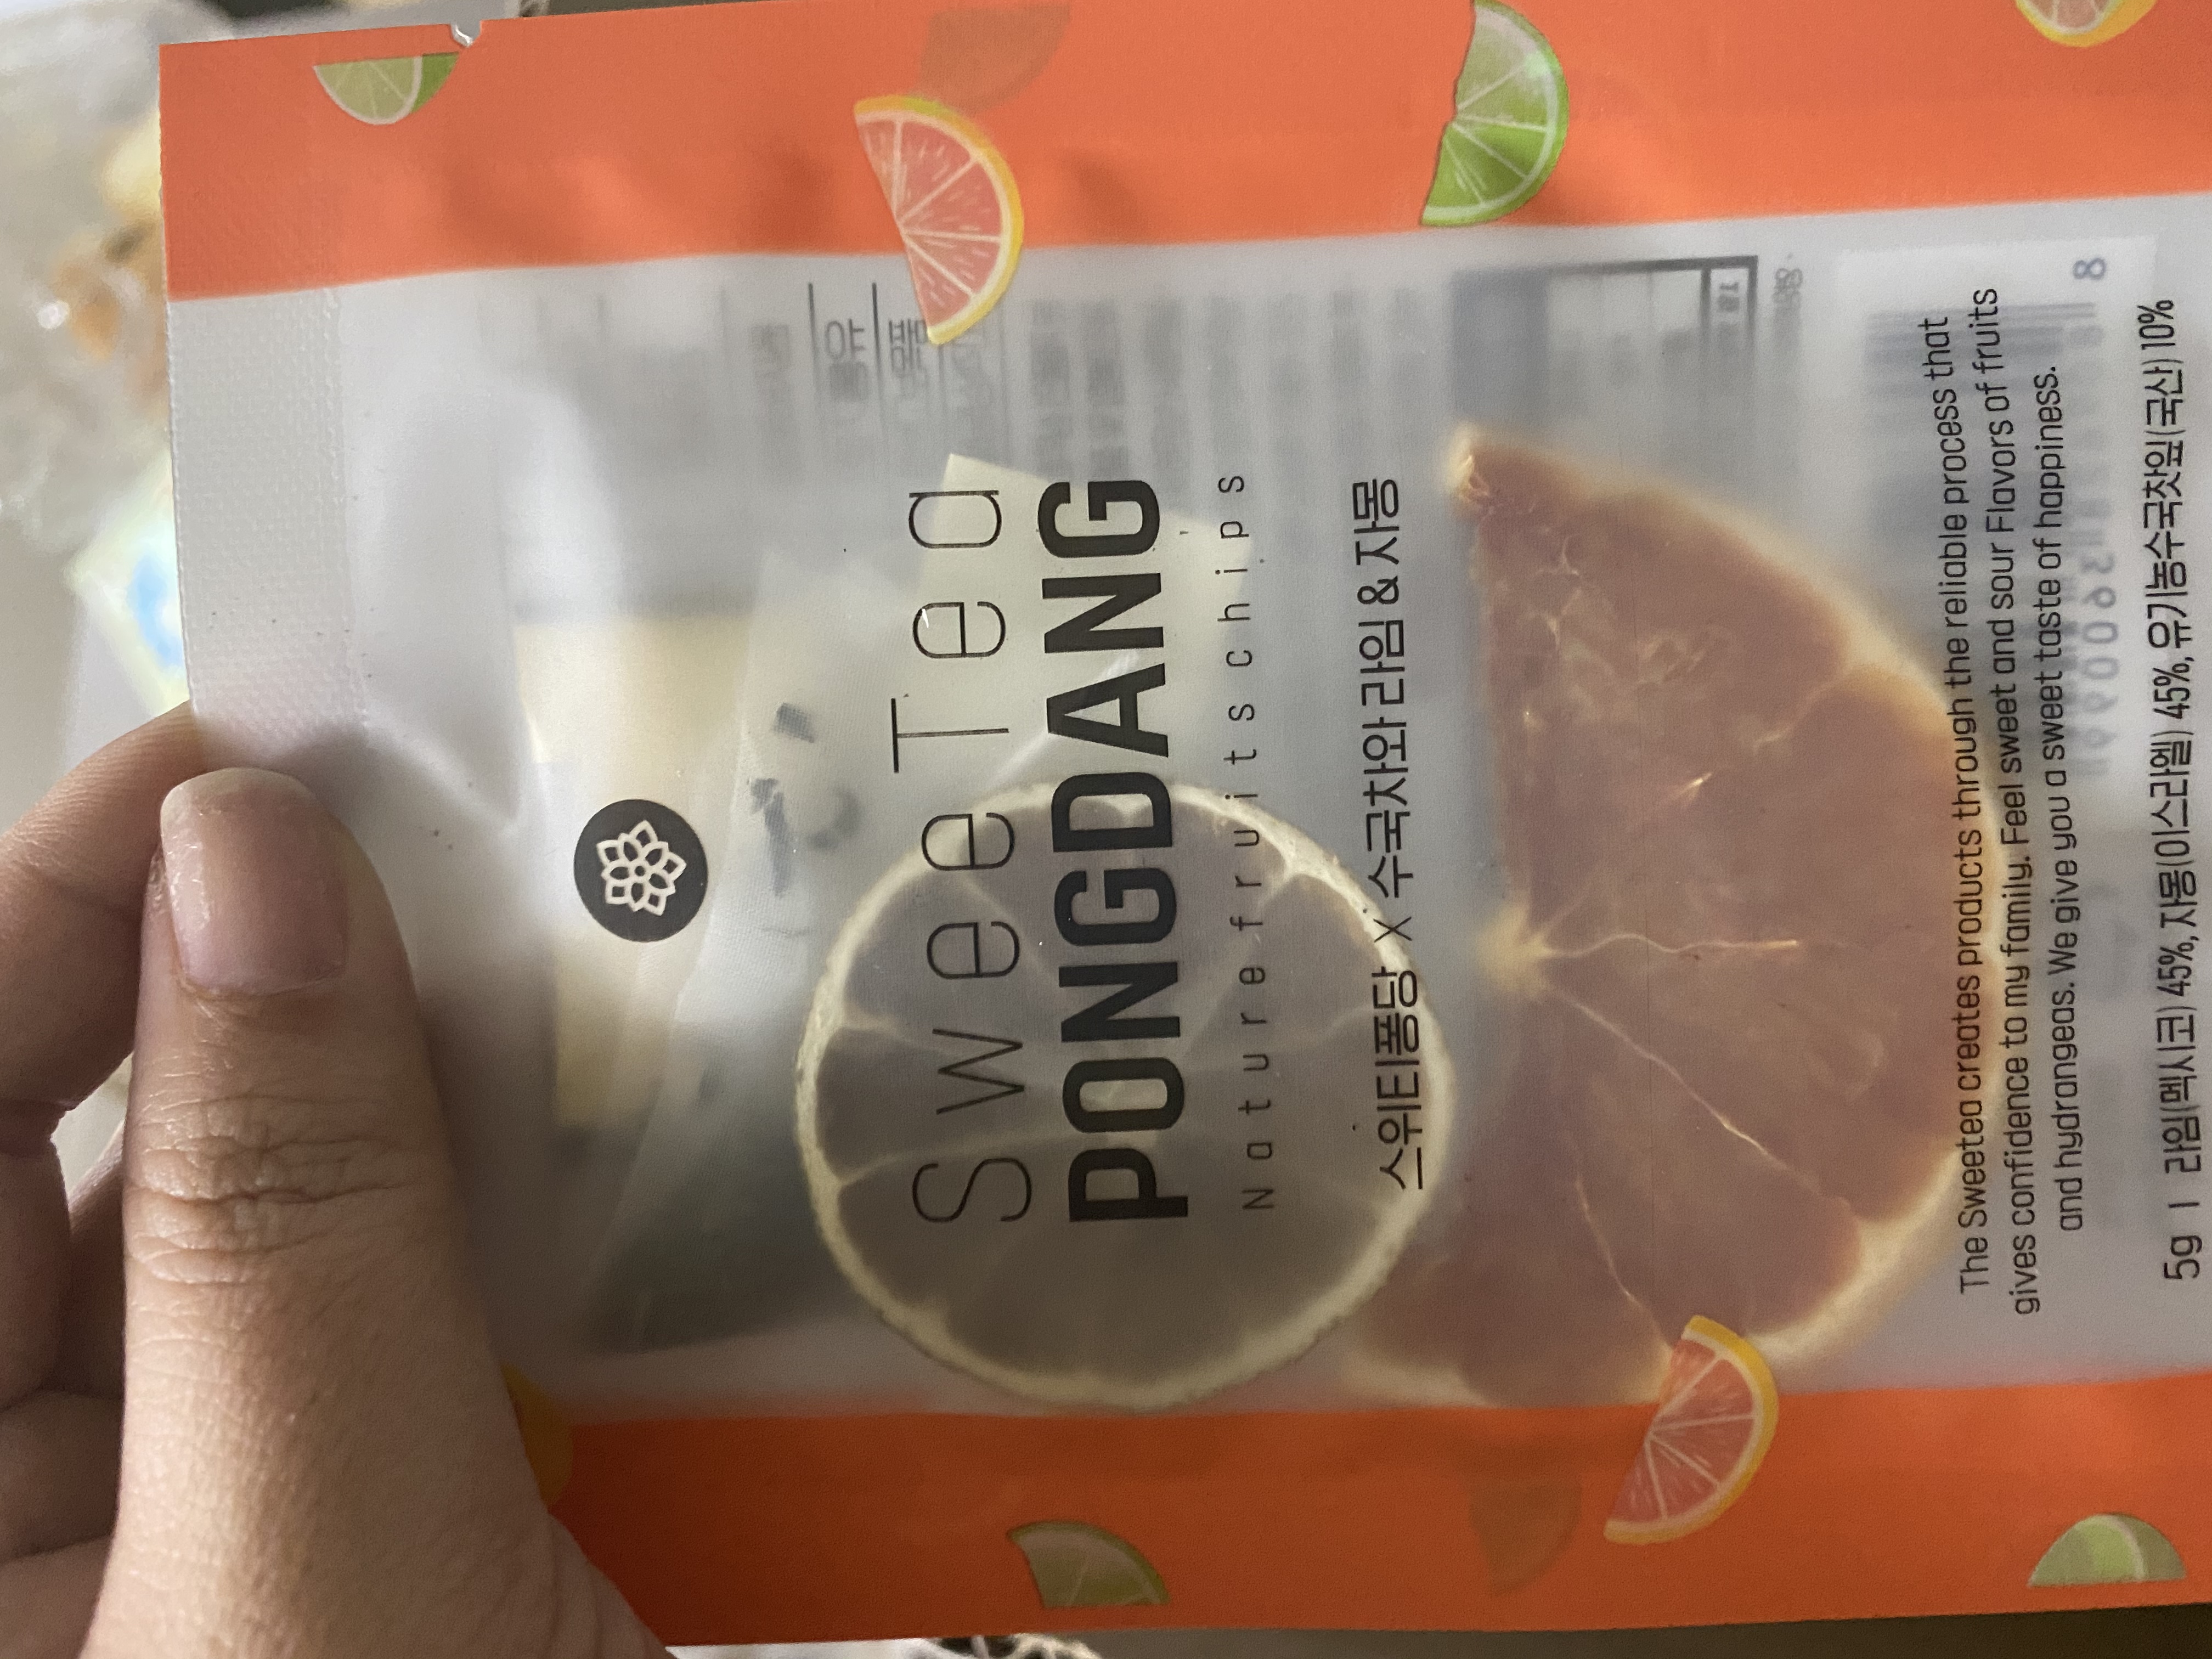 SweeTea
PONGDANG
Nature fruits chips
스위티퐁당 X 수국차와 라임 & 자몽
The Sweetea creates products through the reliable process that
gives confidence to my family. Feel sweet and sour Flavors of fruits
and hydrangeas. We give you a sweet taste of happiness.
5g | 라임(멕시코) 45%, 자몽(이스라엘) 45%, 유기농수국찻잎(국산)10%